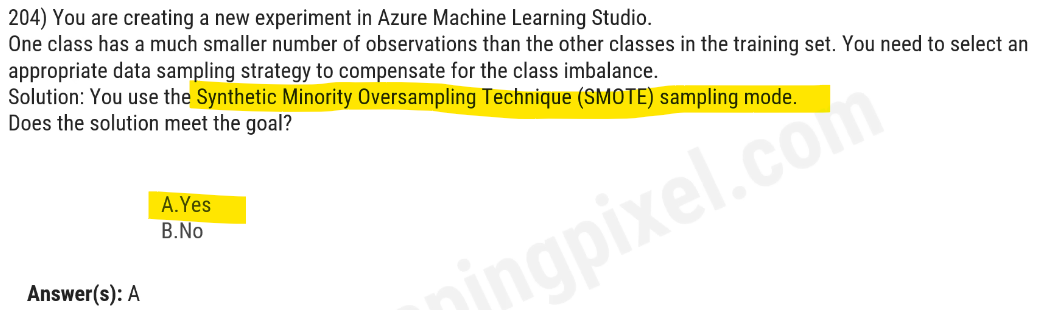 204) You are creating a new experiment in Azure Machine Learning Studio.
One class has a much smaller number of observations than the other classes in the training set. You need to select an
appropriate data sampling strategy to compensate for the class imbalance.
Solution: You use the Synthetic Minority Oversampling Technique (SMOTE) sampling mode.
Does the solution meet the goal?
A.Yes
B.No
Answer(s): A